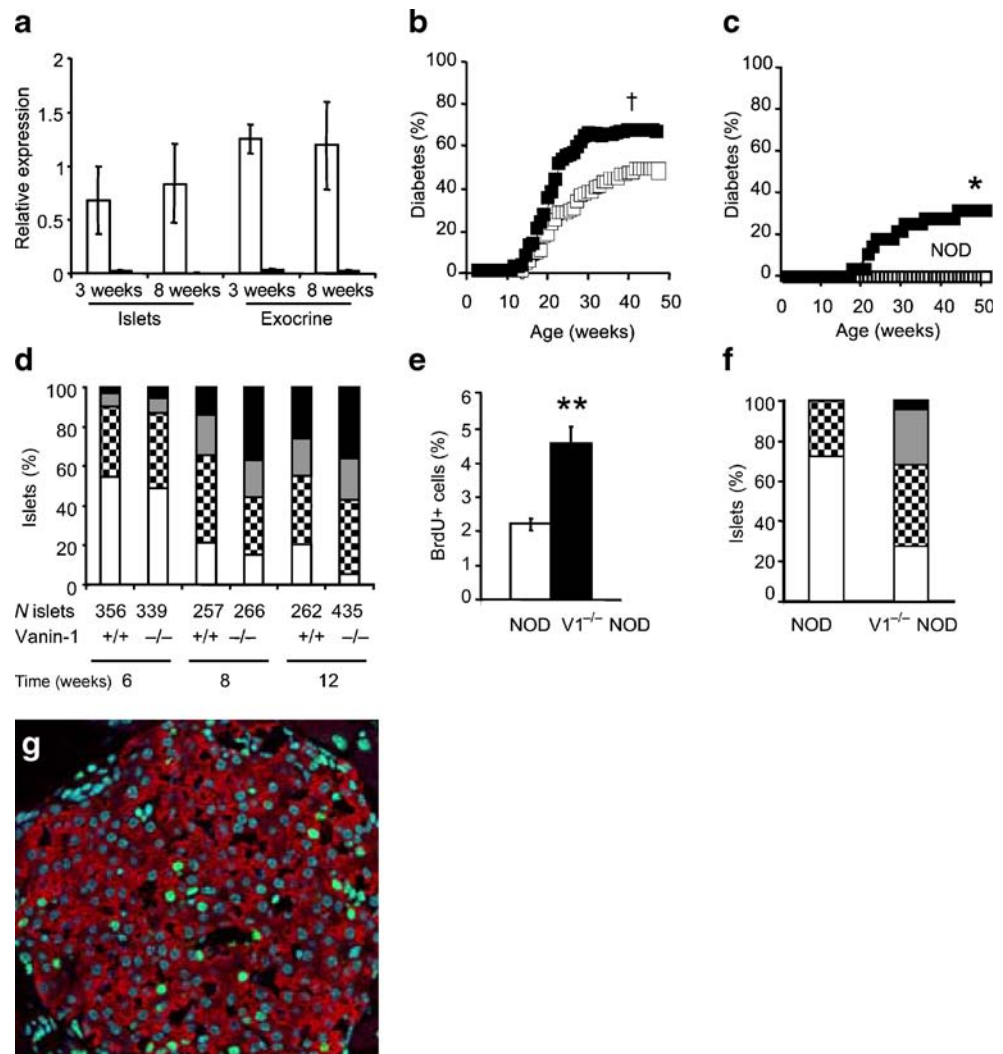 a
2
1.5
1
0.5
0
Relative expression
3 weeks 8 weeks 3 weeks 8 weeks
Islets Exocrine
b
100
80
60
40
20
0
Diabetes (%)
†
0 10 20 30 40 50
Age (weeks)
c
100
80
60
40
20
0
Diabetes (%)
*
NOD
0 10 20 30 40 50
Age (weeks)
d
100
80
60
40
20
0
Islets (%)
N islets 356 339 257 266 262 435
Vanin-1 +/+ –/– +/+ –/– +/+ –/–
Time (weeks) 6 8 12
e
6
5
4
3
2
1
0
BrdU+ cells (%)
**
NOD V1–/– NOD
f
100
80
60
40
20
0
Islets (%)
NOD V1–/– NOD
g